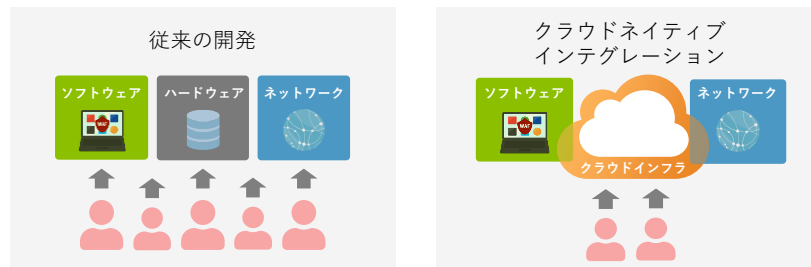 従来の開発
ソフトウェア
ハードウェア
ネットワーク
WAF
クラウドネイティブ
インテグレーション
ソフトウェア
ネットワーク
WAF
クラウドインフラ